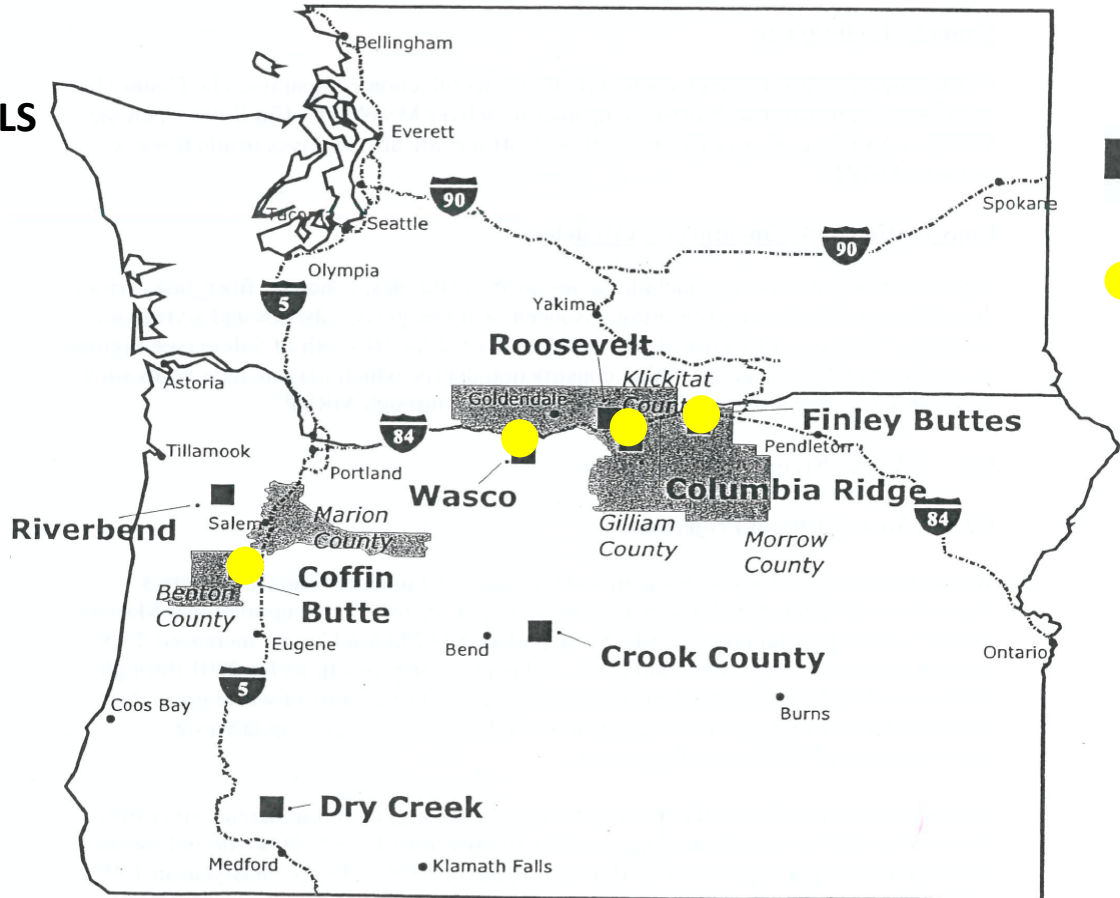 LS
Bellingham
Everett
90
Spokane
Seattle
90
Olympia
5
Yakima
Roosevelt
Astoria
Klickitat
Goldendale
Finley Buttes
84
Pendleton
Tillamook
Portland
Wasco
Columbia Ridge
Riverbend
Salem
Marion
County
Gilliam
County
84
Morrow
County
Coffin
Butte
Benton
County
Eugene
Bend
Crook County
Ontario
5
Coos Bay
Burns
Dry Creek
Medford
Klamath Falls